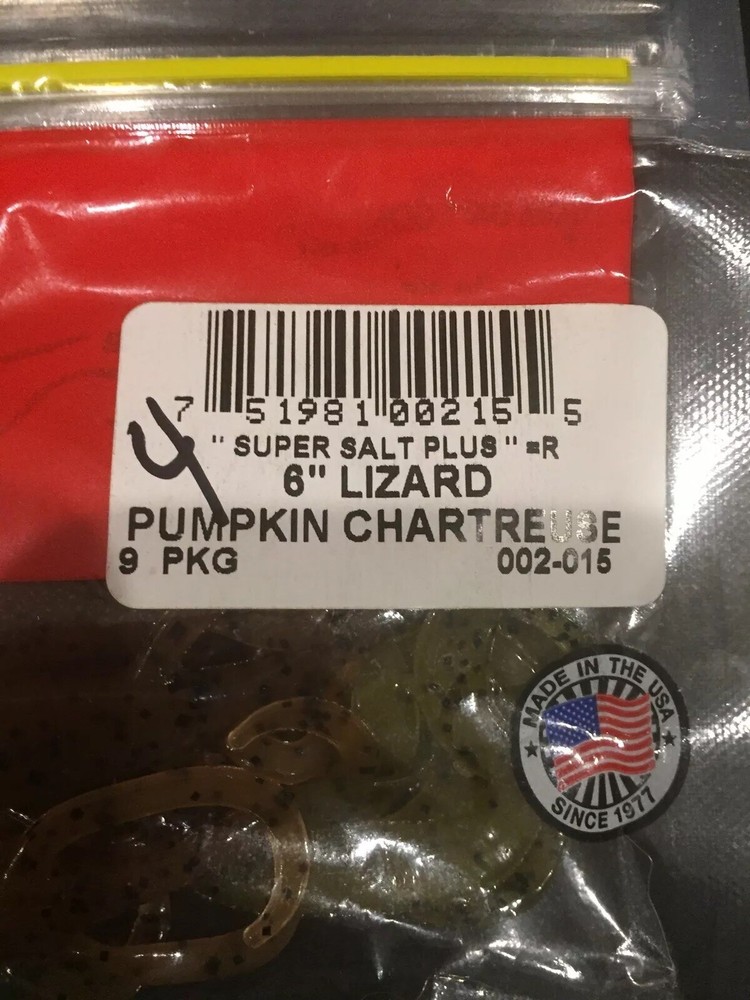 7 51981 00215 5
4
" SUPER SALT PLUS " =R
6" LIZARD
PUMPKIN CHARTREUSE
9 PKG 002-015
MADE IN THE USA
SINCE 1977